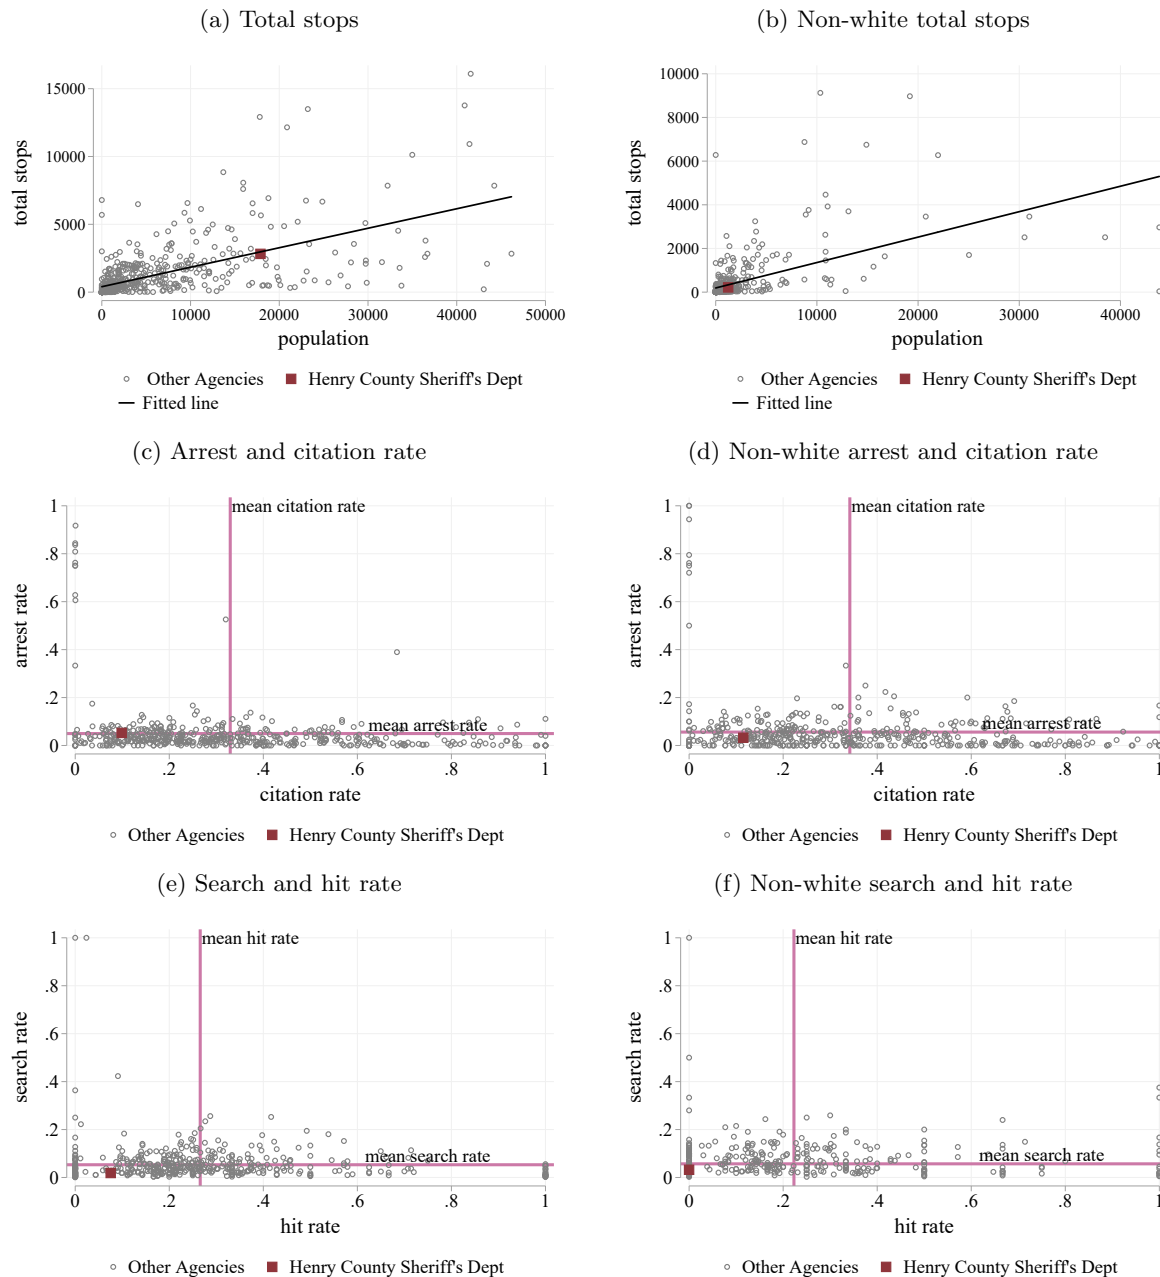 (a) Total stops
(b) Non-white total stops
total stops
15000
10000
5000
0
0 10000 20000 30000 40000 50000
population
Other Agencies Henry County Sheriff's Dept
Fitted line
total stops
10000
8000
6000
4000
2000
0
0 10000 20000 30000 40000
population
Other Agencies Henry County Sheriff's Dept
Fitted line
(c) Arrest and citation rate
(d) Non-white arrest and citation rate
arrest rate
1
.8
.6
.4
.2
0
mean citation rate
mean arrest rate
0 .2 .4 .6 .8 1
citation rate
Other Agencies Henry County Sheriff's Dept
arrest rate
1
.8
.6
.4
.2
0
mean citation rate
mean arrest rate
0 .2 .4 .6 .8 1
citation rate
Other Agencies Henry County Sheriff's Dept
(e) Search and hit rate
(f) Non-white search and hit rate
search rate
1
.8
.6
.4
.2
0
mean hit rate
mean search rate
0 .2 .4 .6 .8 1
hit rate
Other Agencies Henry County Sheriff's Dept
search rate
1
.8
.6
.4
.2
0
mean hit rate
mean search rate
0 .2 .4 .6 .8 1
hit rate
Other Agencies Henry County Sheriff's Dept